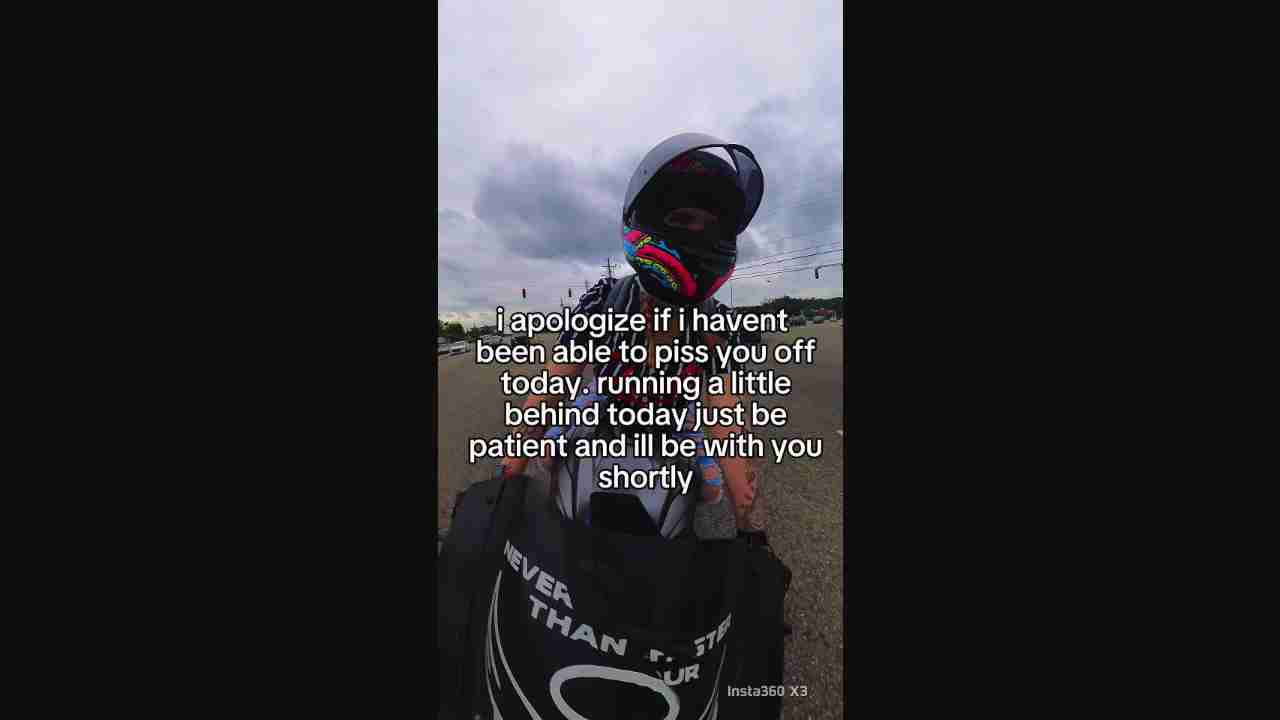 i apologize if i havent
been able to piss you off
today. running a little
behind today just be
patient and ill be with you
shortly
NEVER
THAN
Insta360 X3